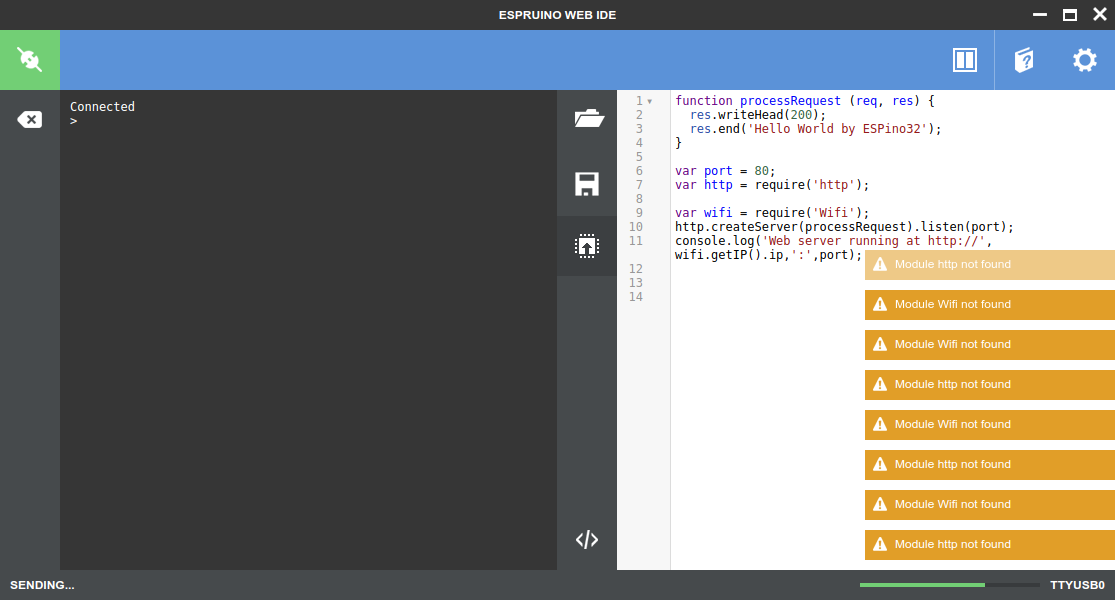 ESPRUINO WEB IDE
Connected
>
1 function processRequest (req, res) {
2 res.writeHead(200);
3 res.end('Hello World by ESPino32');
4 }
5
6 var port = 80;
7 var http = require('http');
8
9 var wifi = require('Wifi');
10 http.createServer(processRequest).listen(port);
11 console.log('Web server running at http://',
wifi.getIP().ip,':',port);
12
13
14
Module http not found
Module Wifi not found
Module Wifi not found
Module http not found
Module Wifi not found
Module http not found
Module Wifi not found
Module http not found
SENDING...
TTYUSB0